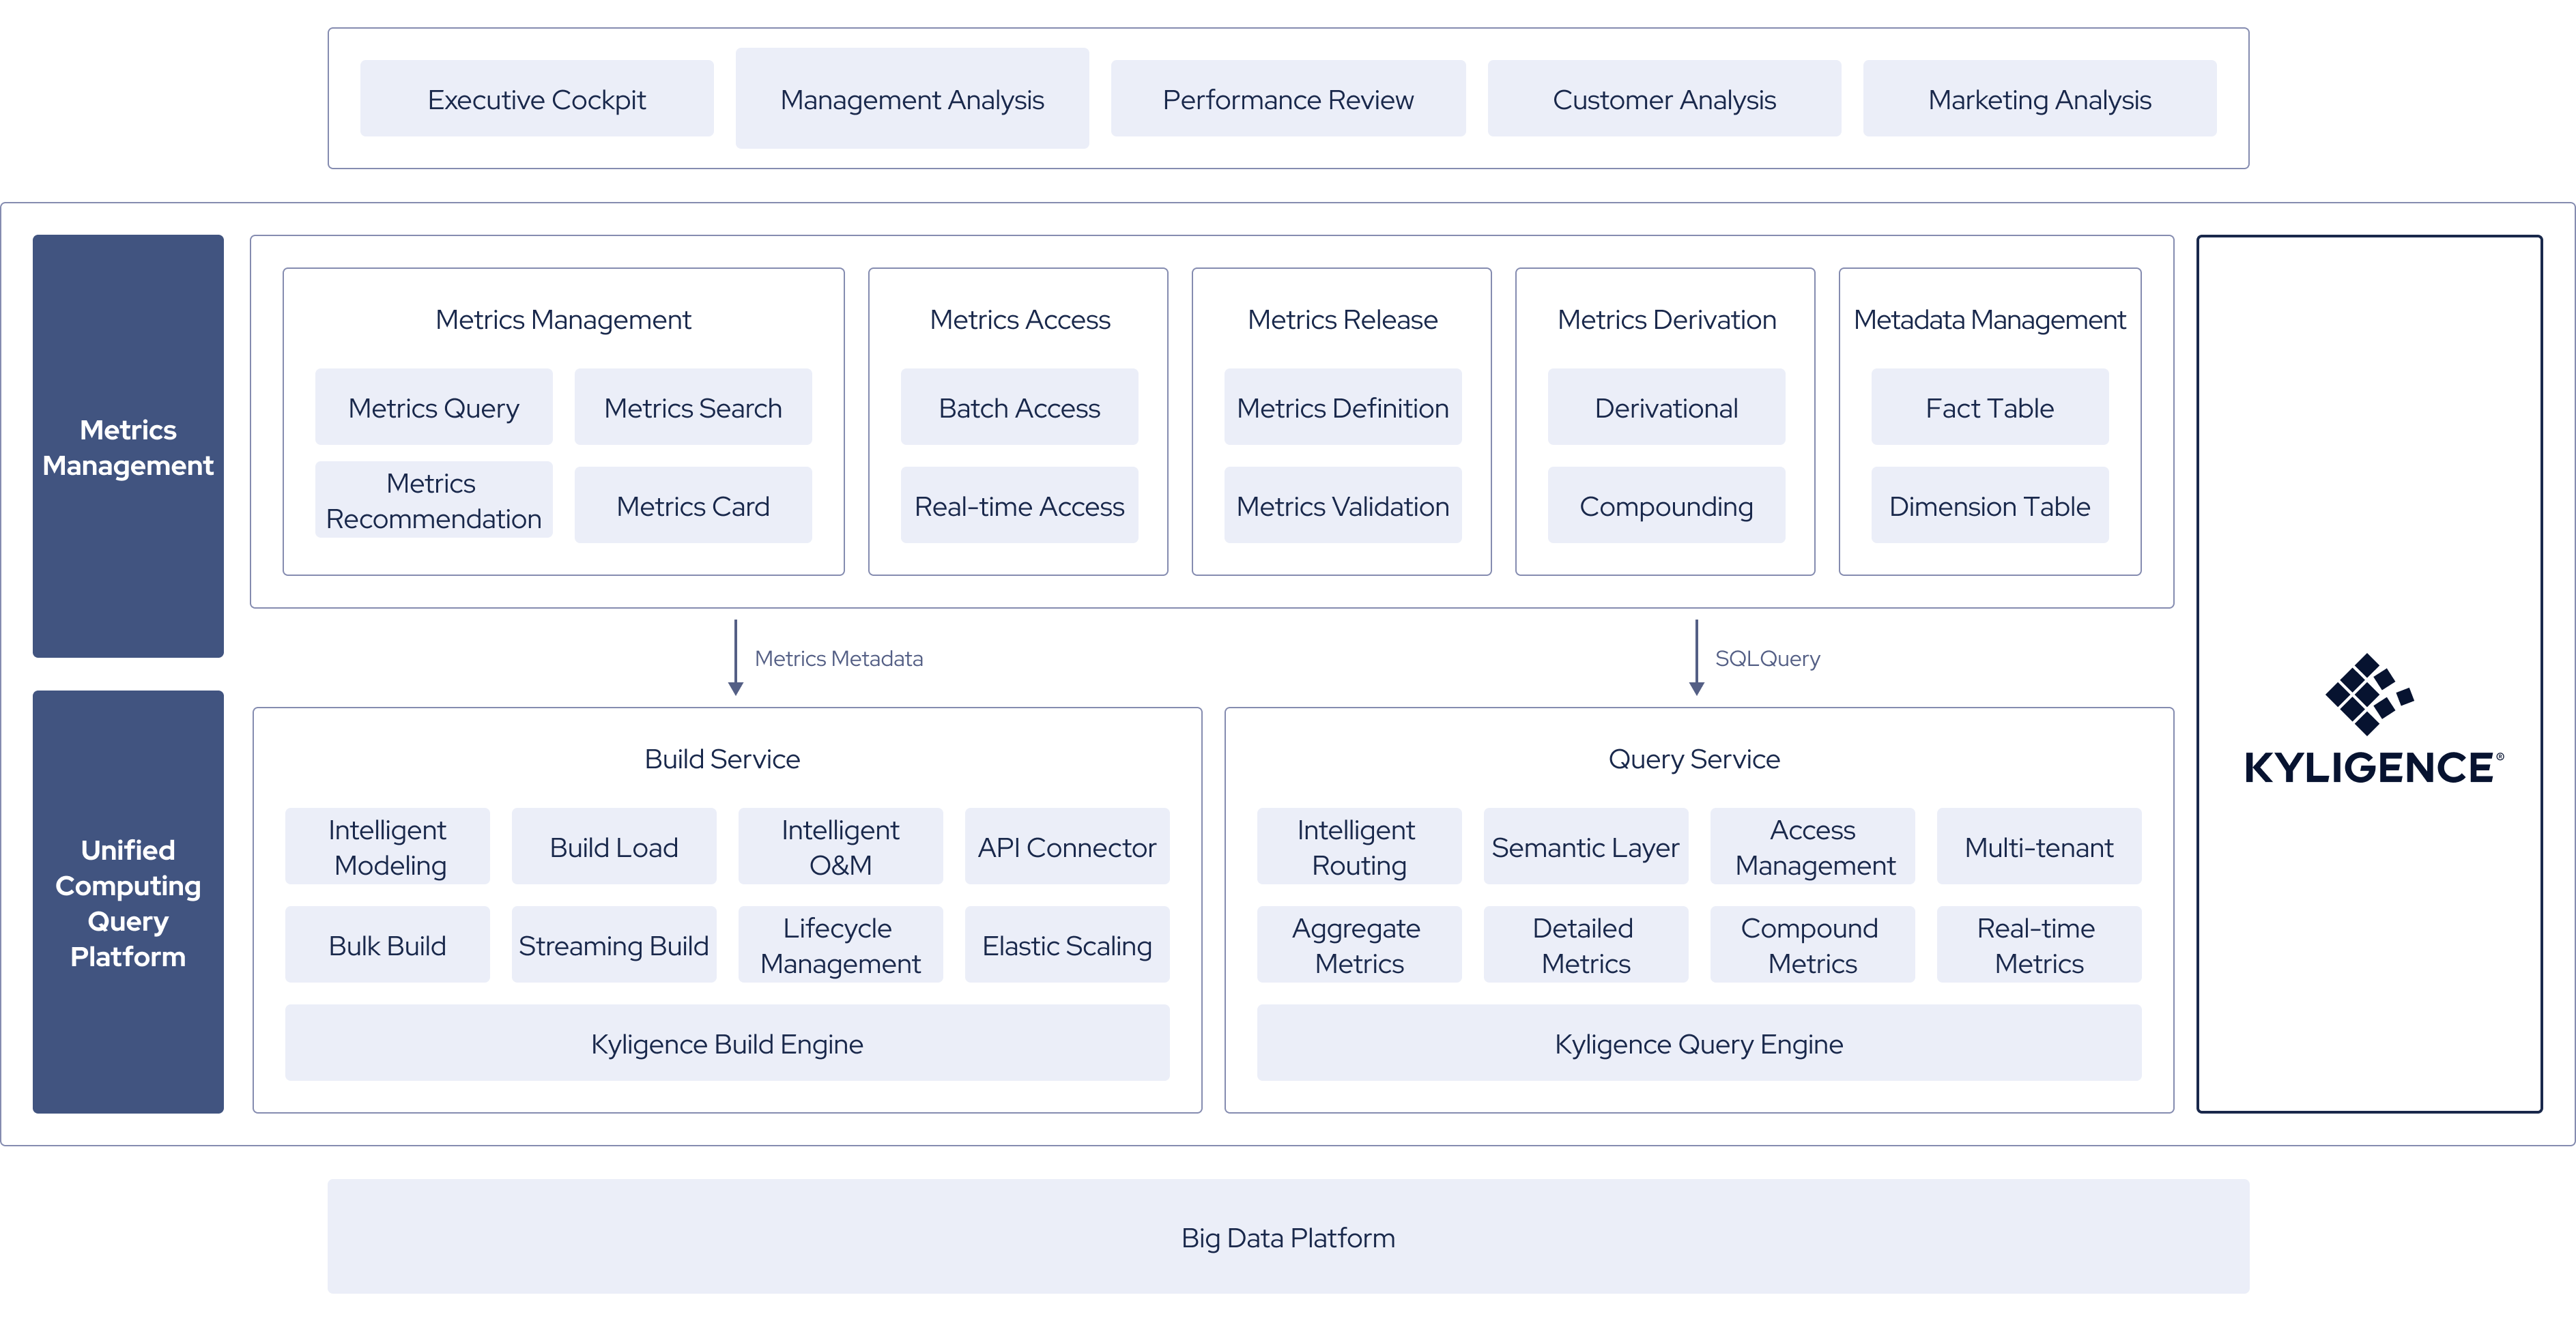 Executive Cockpit
Management Analysis
Performance Review
Customer Analysis
Marketing Analysis
Metrics
Management
Metrics Management
Metrics Query
Metrics Search
Metrics
Recommendation
Metrics Card
Metrics Access
Batch Access
Real-time Access
Metrics Release
Metrics Definition
Metrics Validation
Metrics Derivation
Derivational
Compounding
Metadata Management
Fact Table
Dimension Table
Metrics Metadata
SQLQuery
Unified
Computing
Query
Platform
Build Service
Intelligent
Modeling
Build Load
Intelligent
O&M
API Connector
Bulk Build
Streaming Build
Lifecycle
Management
Elastic Scaling
Kyligence Build Engine
Query Service
Intelligent
Routing
Semantic Layer
Access
Management
Multi-tenant
Aggregate
Metrics
Detailed
Metrics
Compound
Metrics
Real-time
Metrics
Kyligence Query Engine
KYLIGENCE®
Big Data Platform